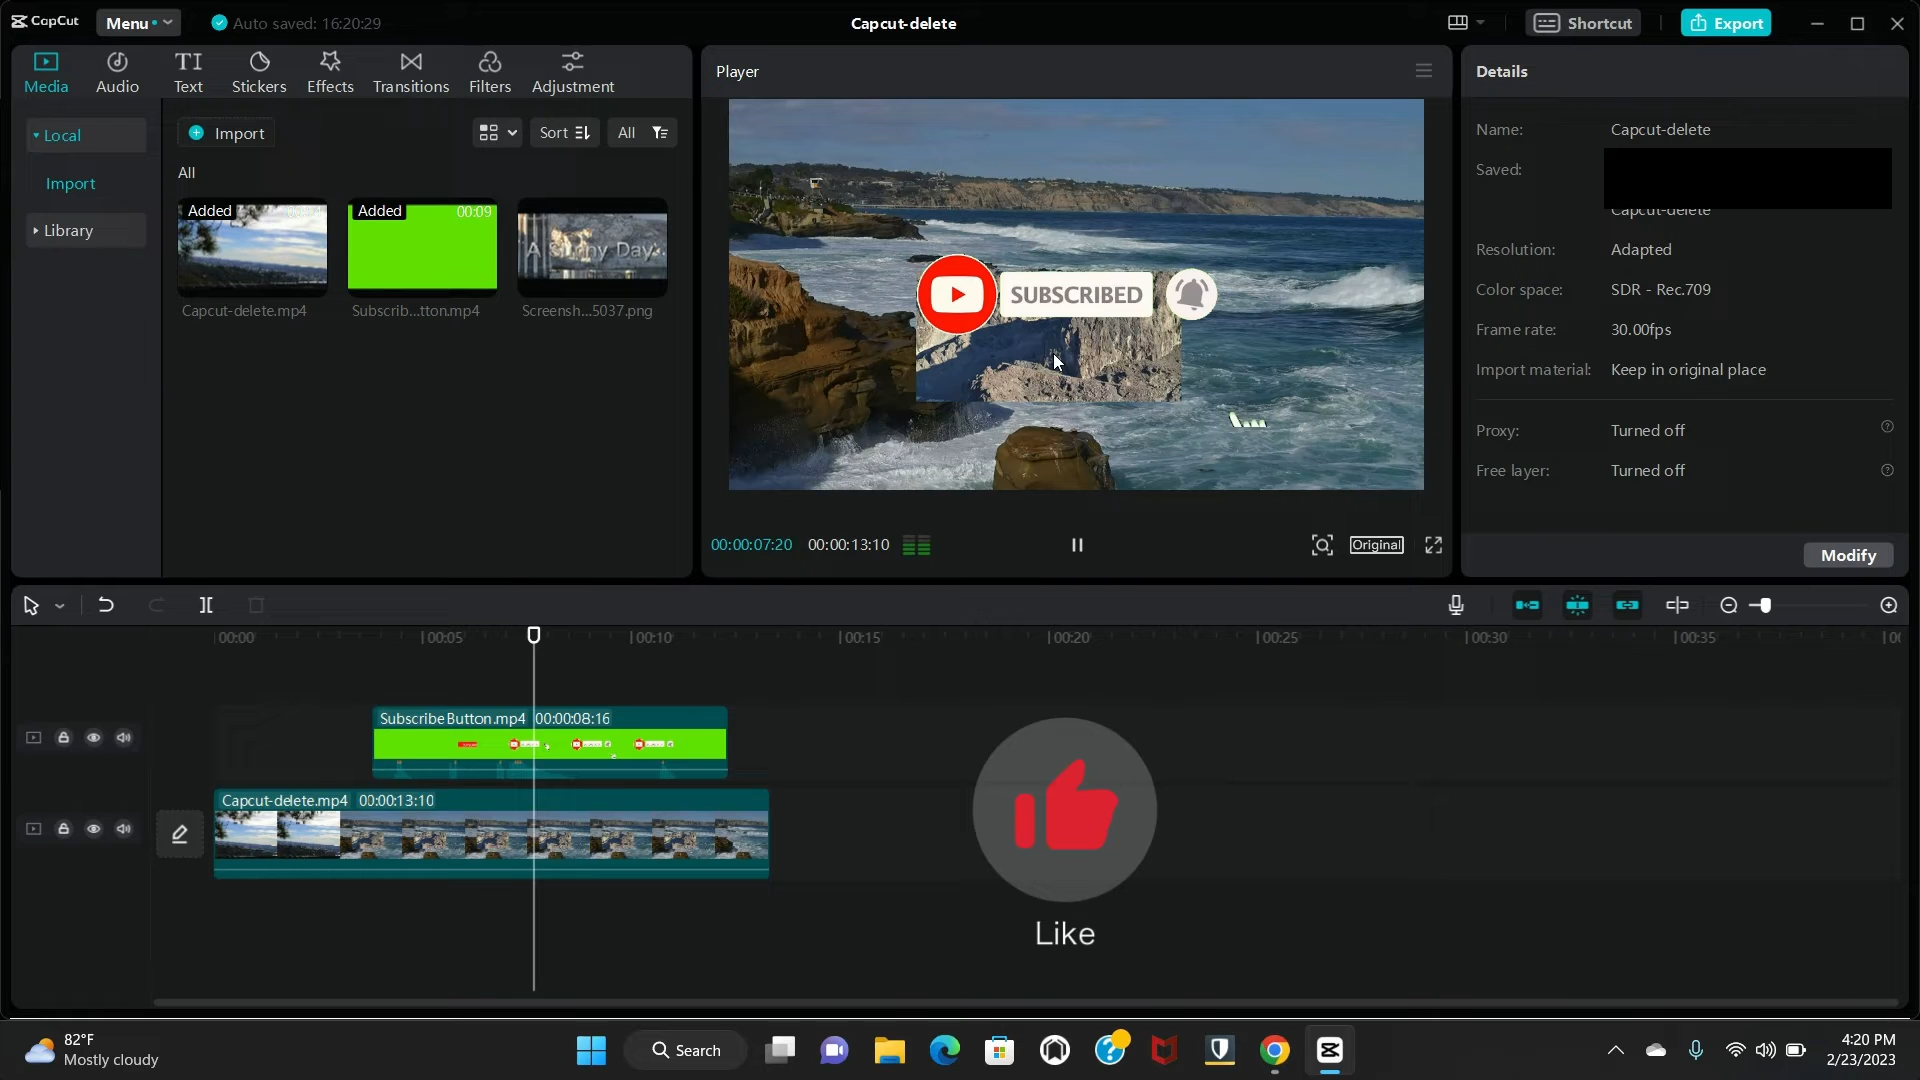 CapCut
Menu
Auto saved: 16:20:29
Capcut-delete
Shortcut
Export
Media
Audio
Text
Stickers
Effects
Transitions
Filters
Adjustment
Local
Import
Library
Import
Sort
All
All
Added
Added
00:09
A Sunny Day
Capcut-delete.mp4
Subscrib...tton.mp4
Screensh...5037.png
Player
SUBSCRIBED
00:00:07:20
00:00:13:10
Original
Details
Name:
Capcut-delete
Saved:
Capcut-delete
Resolution:
Adapted
Color space:
SDR - Rec.709
Frame rate:
30.00fps
Import material:
Keep in original place
Proxy:
Turned off
Free layer:
Turned off
Modify
00:00
00:05
00:10
00:15
00:20
00:25
00:30
00:35
Subscribe Button.mp4 00:00:08:16
Capcut-delete.mp4 00:00:13:10
Like
82°F
Mostly cloudy
Search
4:20 PM
2/23/2023